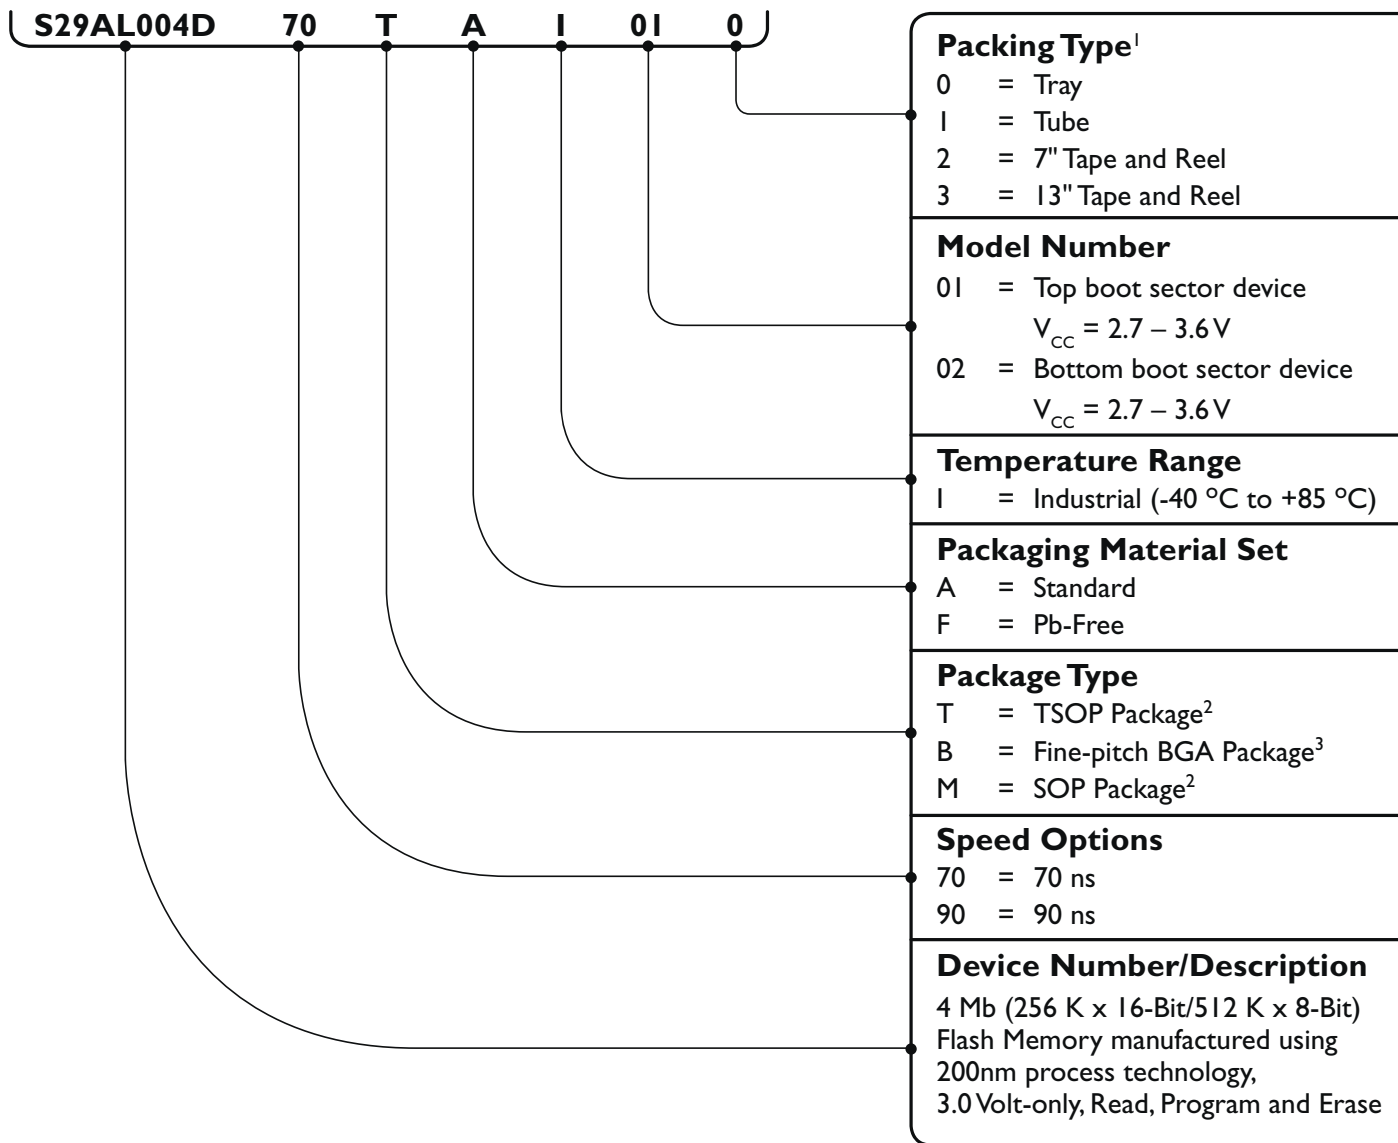 S29AL004D 70 T A I 01 0
Packing Type1
0 = Tray
1 = Tube
2 = 7" Tape and Reel
3 = 13" Tape and Reel
Model Number
01 = Top boot sector device
VCC = 2.7 – 3.6 V
02 = Bottom boot sector device
VCC = 2.7 – 3.6 V
Temperature Range
I = Industrial (-40 °C to +85 °C)
Packaging Material Set
A = Standard
F = Pb-Free
Package Type
T = TSOP Package2
B = Fine-pitch BGA Package3
M = SOP Package2
Speed Options
70 = 70 ns
90 = 90 ns
Device Number/Description
4 Mb (256 K x 16-Bit/512 K x 8-Bit)
Flash Memory manufactured using
200nm process technology,
3.0 Volt-only, Read, Program and Erase